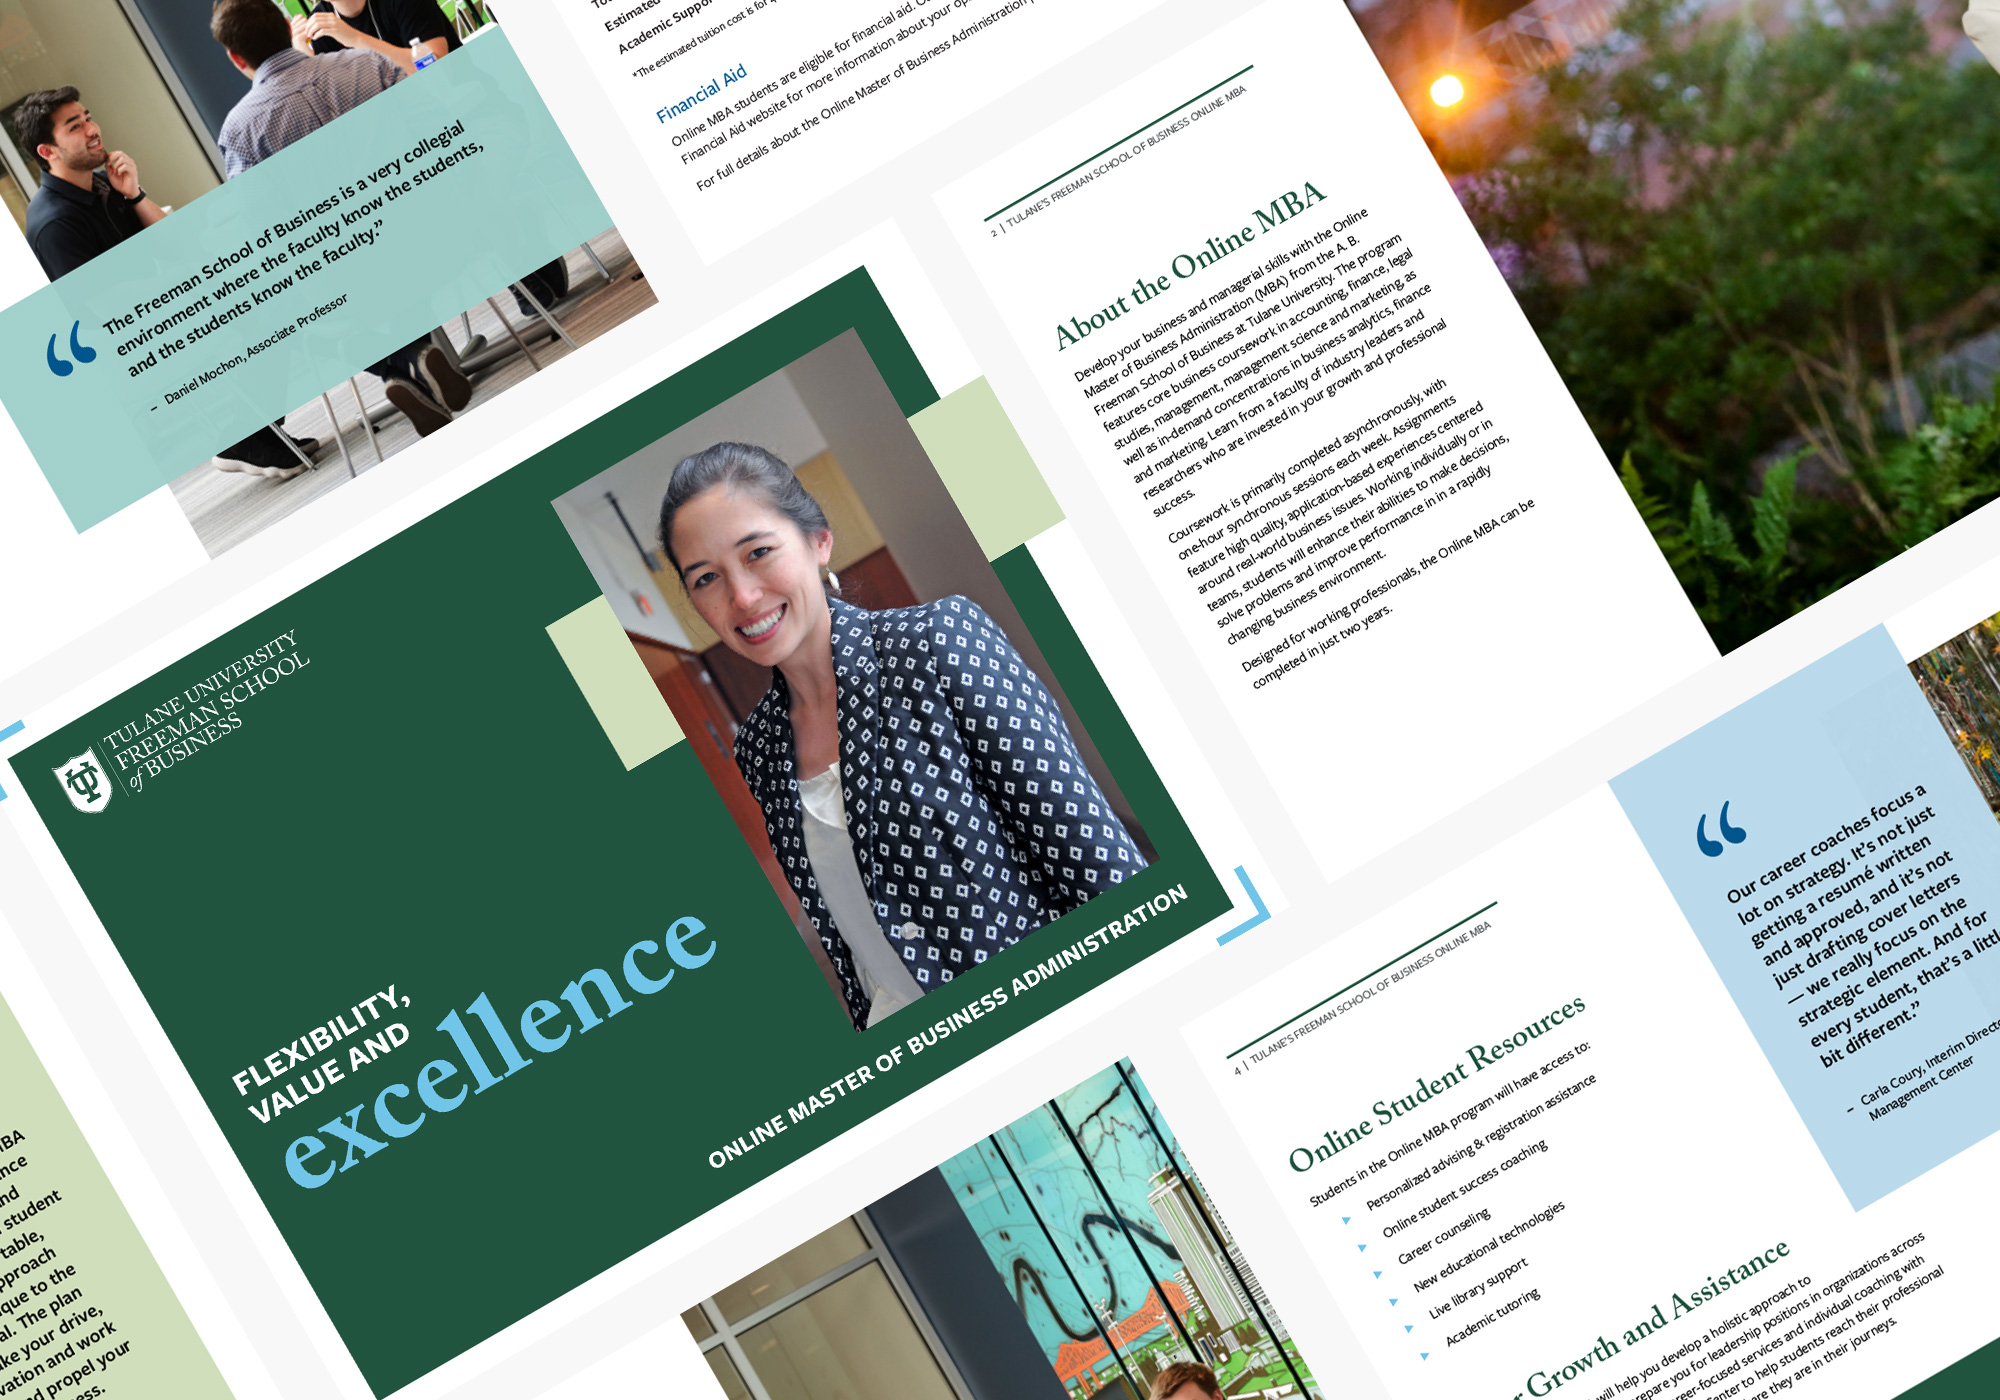 Estimated
Academic Suppor
*The estimated tuition cost is for
Financial Aid
Online MBA students are eligible for financial aid.
Financial Aid website for more information about your
For full details about the Online Master of Business Administration
The Freeman School of Business is a very collegial
environment where the faculty know the students,
and the students know the faculty.”
– Daniel Mochon, Associate Professor
2 | TULANE'S FREEMAN SCHOOL OF BUSINESS ONLINE MBA
About the Online MBA
Develop your business and managerial skills with the Online
Master of Business Administration (MBA) from the A. B.
Freeman School of Business at Tulane University. The program
features core business coursework in accounting, finance, legal
studies, management, management science and marketing, as
well as in-demand concentrations in business analytics, finance
and marketing. Learn from a faculty of industry leaders and
researchers who are invested in your growth and professional
success.
Coursework is primarily completed asynchronously, with
one-hour synchronous sessions each week. Assignments
feature high quality, application-based experiences centered
around real-world business issues. Working individually or in
teams, students will enhance their abilities to make decisions,
solve problems and improve performance in in a rapidly
changing business environment.
Designed for working professionals, the Online MBA can be
completed in just two years.
TULANE UNIVERSITY
FREEMAN SCHOOL
of BUSINESS
FLEXIBILITY,
VALUE AND
excellence
ONLINE MASTER OF BUSINESS ADMINISTRATION
“
Our career coaches focus a
lot on strategy. It’s not just
getting a resumé written
and approved, and it’s not
just drafting cover letters
— we really focus on the
strategic element. And for
every student, that’s a little
bit different.”
– Carla Coury, Interim Directo
Management Center
4 | TULANE'S FREEMAN SCHOOL OF BUSINESS ONLINE MBA
Online Student Resources
Students in the Online MBA program will have access to:
Personalized advising & registration assistance
Online student success coaching
Career counseling
New educational technologies
Live library support
Academic tutoring
r Growth and Assistance
will help you develop a holistic approach to
repare you for leadership positions in organizations across
reer-focused services and individual coaching with
Center to help students reach their professional
here they are in their journeys.
BA
nce
nd
student
table,
pproach
que to the
al. The plan
ke your drive,
vation and work
d propel your
ess.